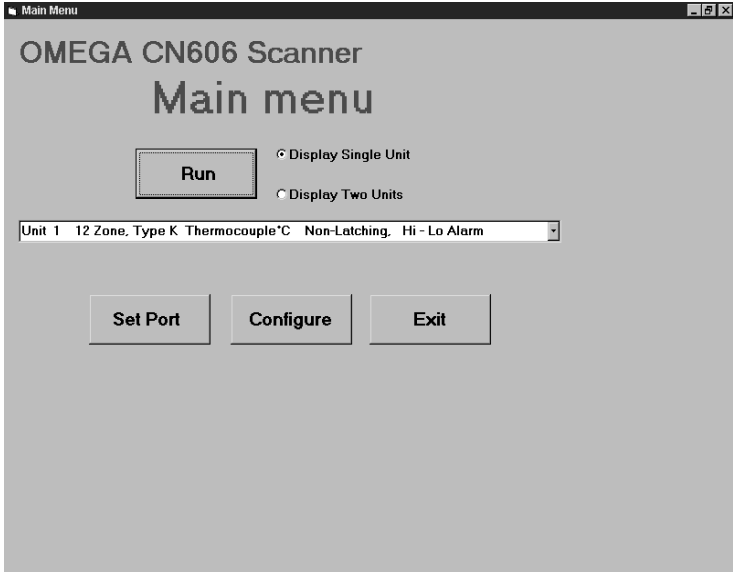 Main Menu
OMEGA CN606 Scanner
Main menu
Run
Display Single Unit
Display Two Units
Unit 1 12 Zone, Type K Thermocouple°C Non-Latching, Hi - Lo Alarm
Set Port Configure Exit